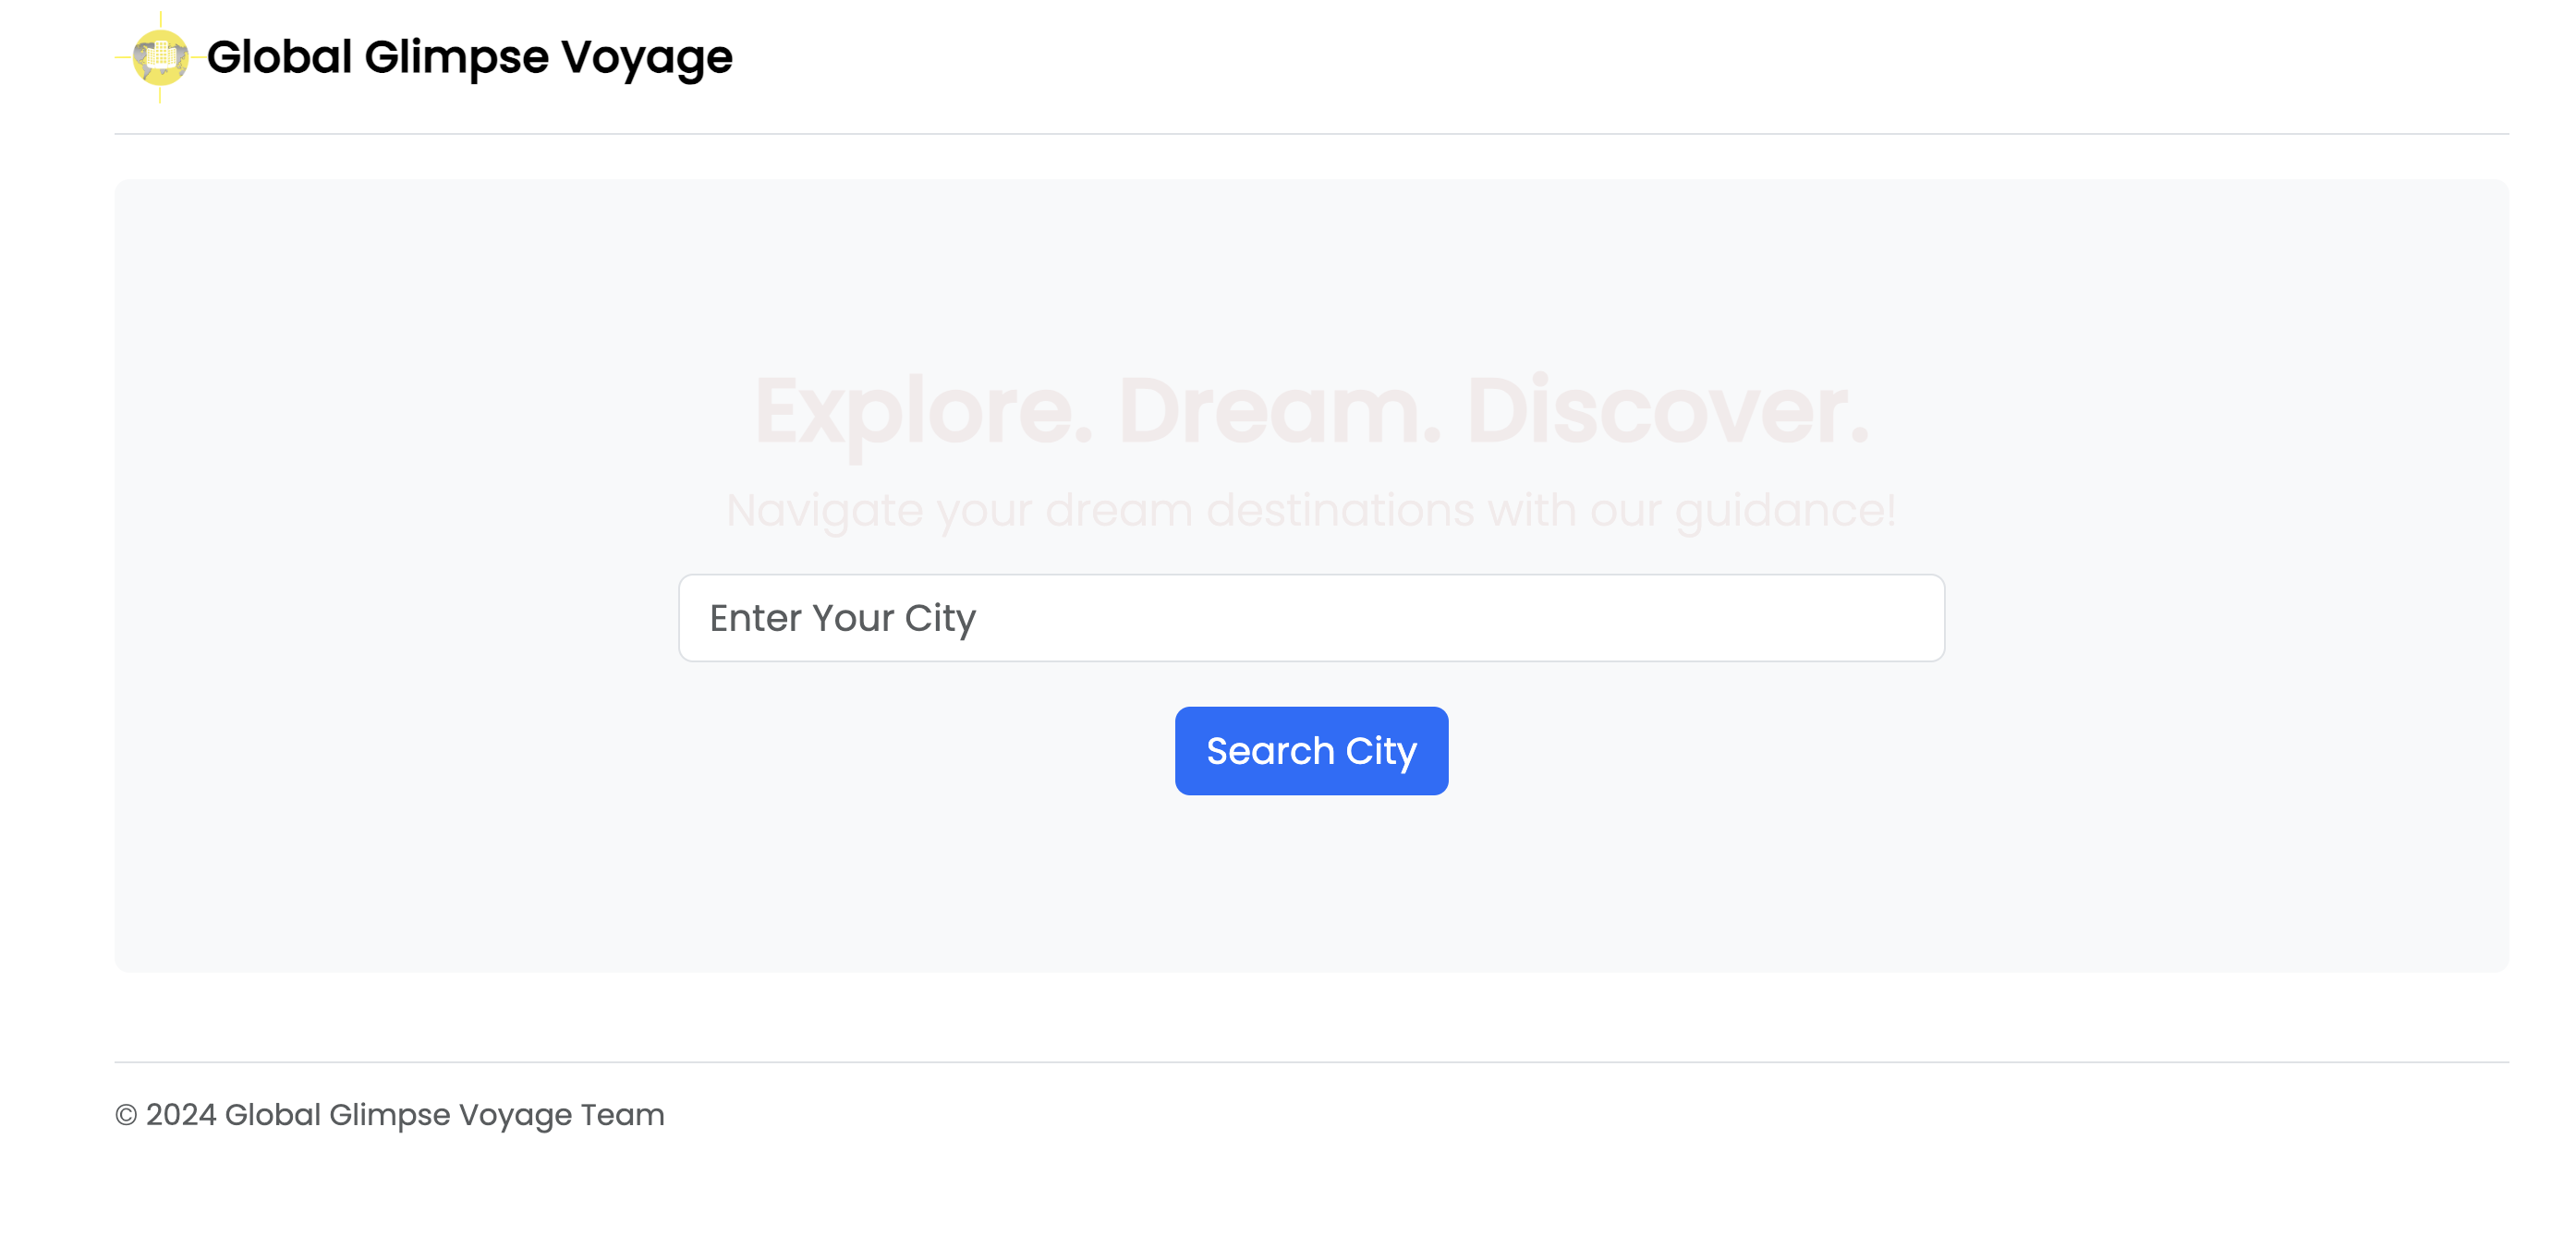 Global Glimpse Voyage
Explore. Dream. Discover.
Navigate your dream destinations with our guidance!
Enter Your City
Search City
© 2024 Global Glimpse Voyage Team